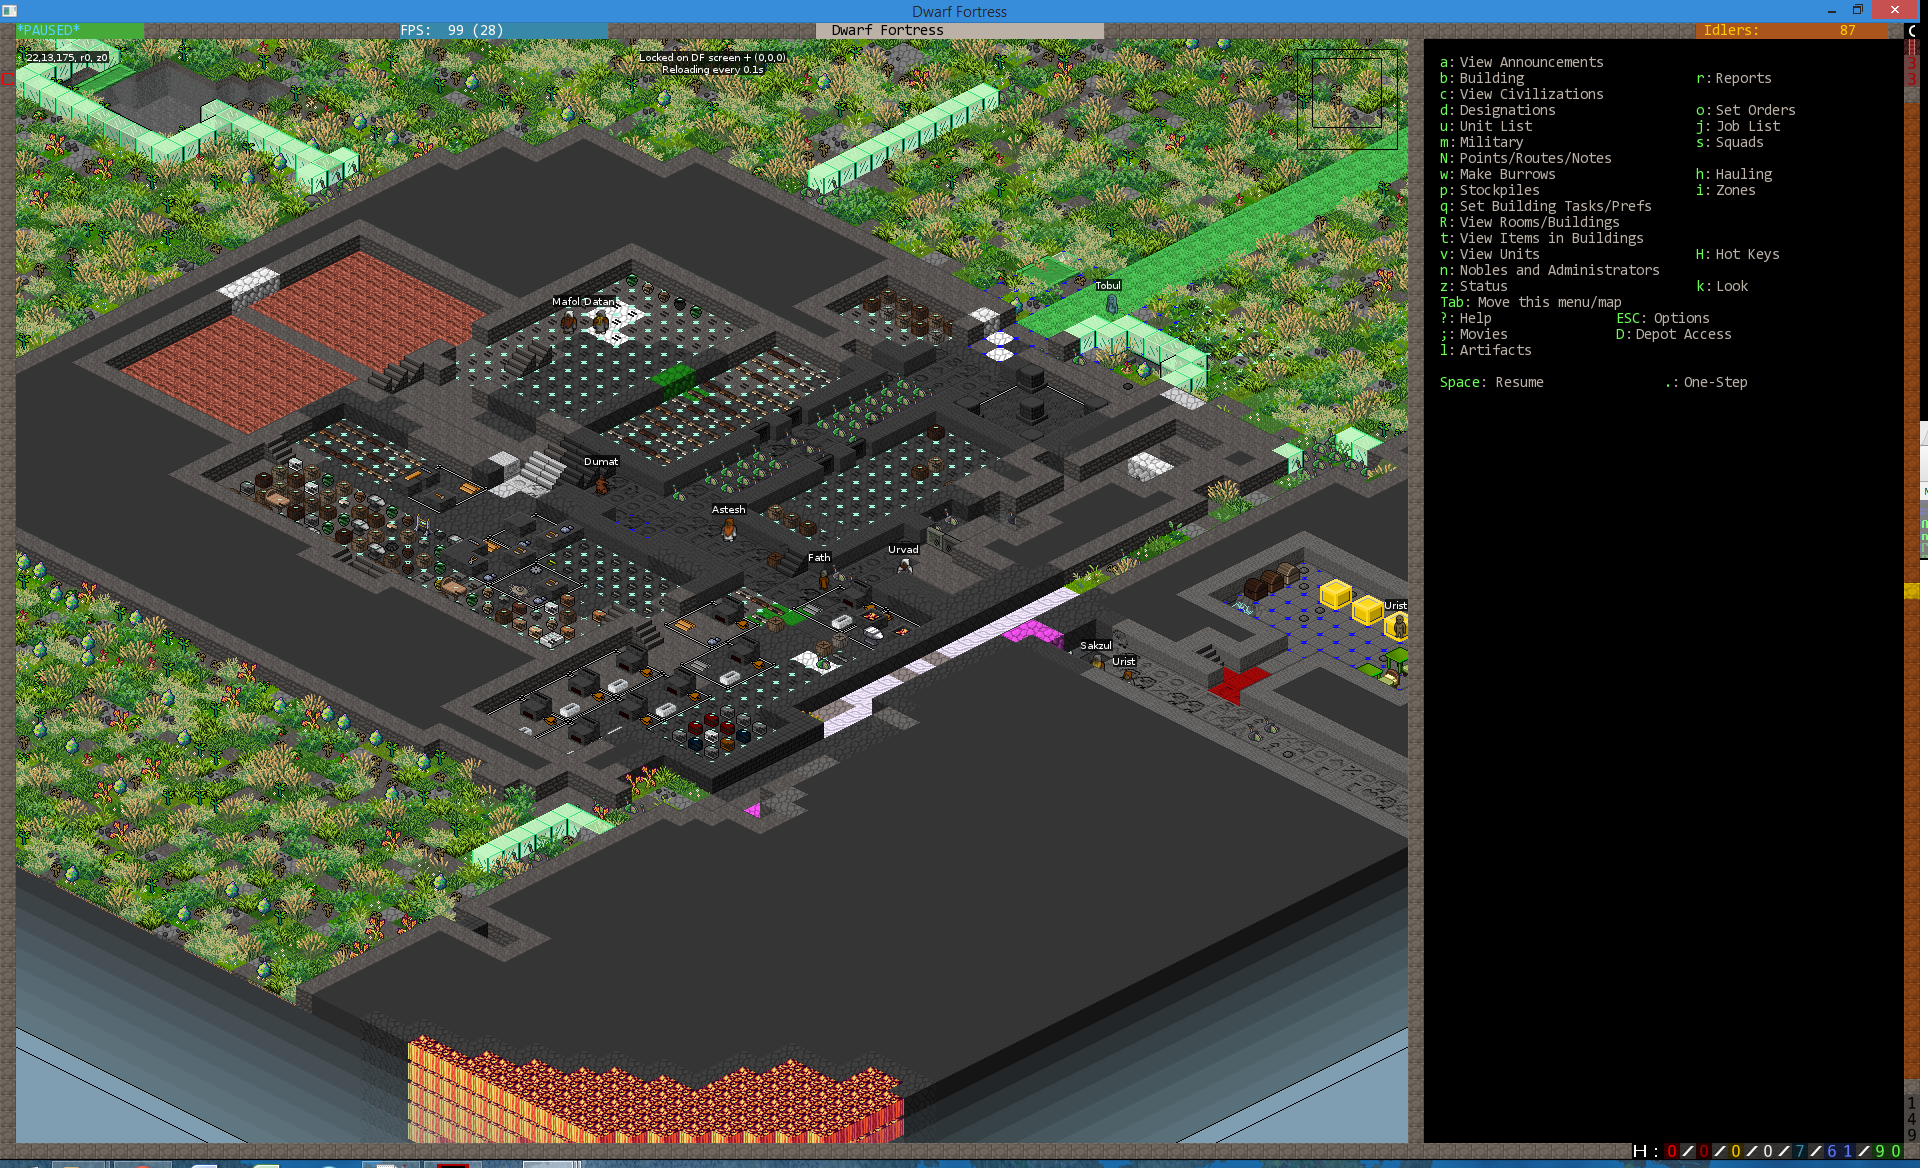 Dwarf Fortress
*PAUSED*
FPS: 99 (28)
Dwarf Fortress
Idlers: 87
22,13,175, r0, z0
Locked on DF screen + (0,0,0)
Reloading every 0.1s
a: View Announcements
b: Building r: Reports
c: View Civilizations
d: Designations o: Set Orders
u: Unit List j: Job List
m: Military s: Squads
N: Points/Routes/Notes
w: Make Burrows h: Hauling
p: Stockpiles i: Zones
q: Set Building Tasks/Prefs
R: View Rooms/Buildings
t: View Items in Buildings
v: View Units H: Hot Keys
n: Nobles and Administrators
z: Status k: Look
Tab: Move this menu/map
?: Help ESC: Options
;: Movies D: Depot Access
l: Artifacts
Space: Resume .: One-Step
Tobul
Mafol Datan
Dumat
Astesh
Fath
Urvad
Urist
Sakzul
Urist
C
3
3
1
4
9
H: 0/0/0/0/7/61/90